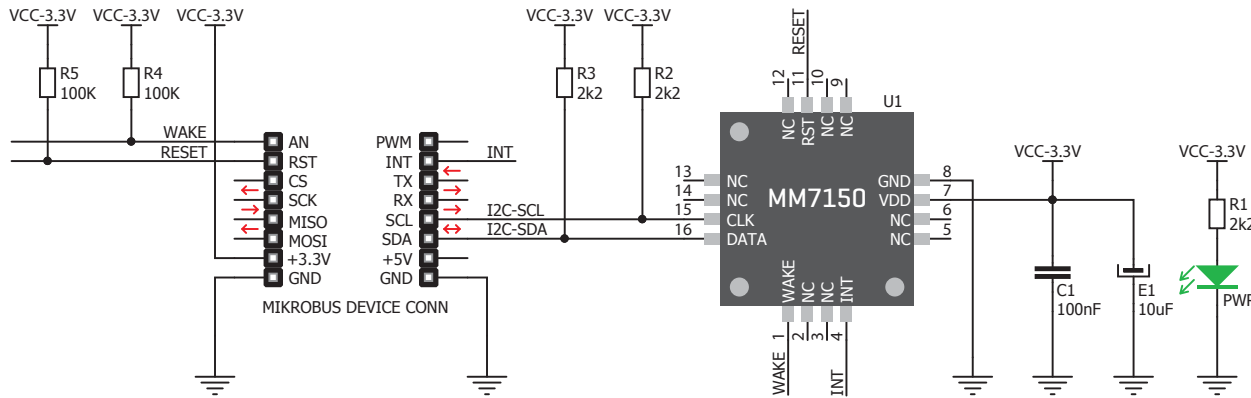 VCC-3.3V VCC-3.3V VCC-3.3V
VCC-3.3V VCC-3.3V
R5
100K
R4
100K
R3
2k2
R2
2k2
WAKE
RESET
AN
RST
CS
SCK
MISO
MOSI
+3.3V
GND
PWM
INT
TX
RX
SCL
SDA
+5V
GND
INT
I2C-SCL
I2C-SDA
MIKROBUS DEVICE CONN
RESET
12
11
10
9
NC
RST
NC
NC
U1
MM7150
13 NC
14 NC
15 CLK
16 DATA
GND 8
VDD 7
NC 6
NC 5
WAKE
NC
NC
INT
1
2
3
4
WAKE
INT
VCC-3.3V
C1
100nF
E1
10uF
VCC-3.3V
R1
2k2
PWR